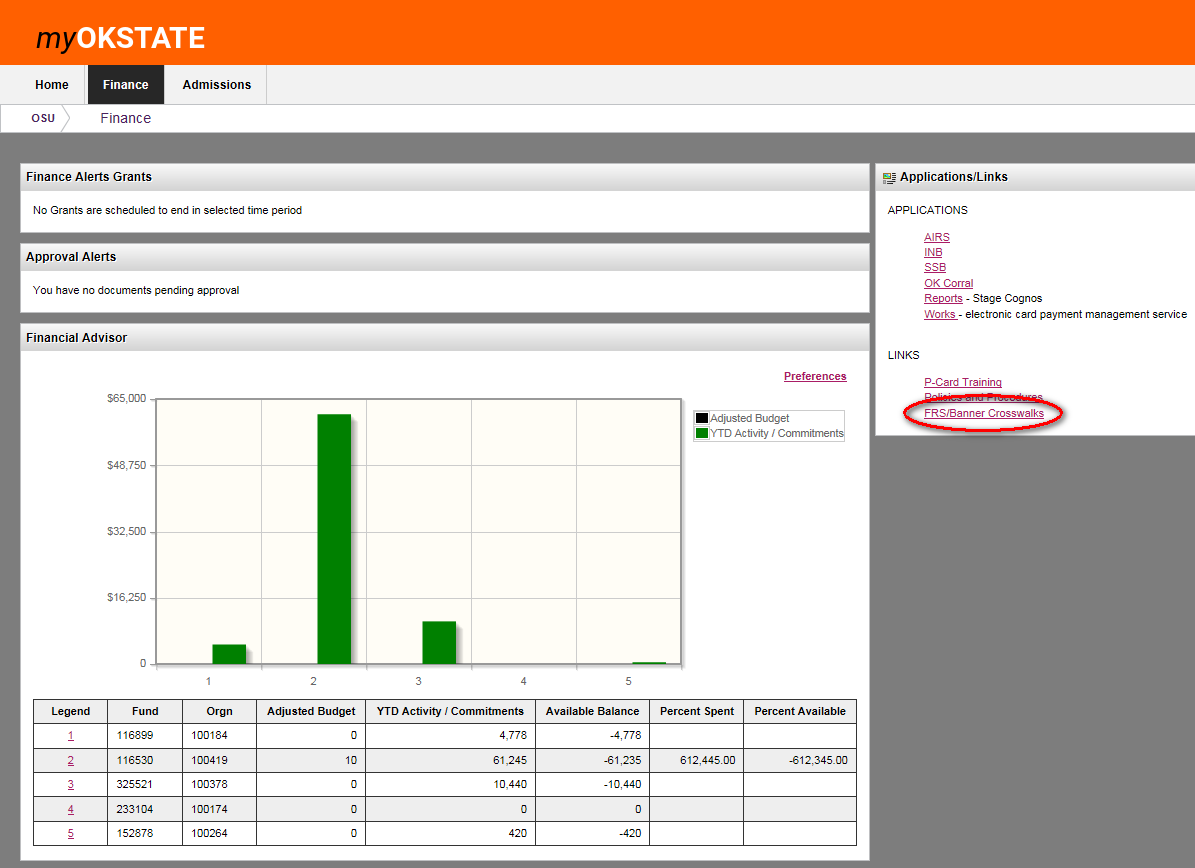 myOKSTATE
Home Finance Admissions
OSU Finance
Finance Alerts Grants
No Grants are scheduled to end in selected time period
Approval Alerts
You have no documents pending approval
Financial Advisor
Preferences
$65,000
$48,750
$32,500
$16,250
0
1 2 3 4 5
Adjusted Budget
YTD Activity / Commitments
Legend Fund Orgn Adjusted Budget YTD Activity / Commitments Available Balance Percent Spent Percent Available
1 116899 100184 0 4,778 -4,778
2 116530 100419 10 61,245 -61,235 612,445.00 -612,345.00
3 325521 100378 0 10,440 -10,440
4 233104 100174 0 0 0
5 152878 100264 0 420 -420
Applications/Links
APPLICATIONS
AIRS
INB
SSB
OK Corral
Reports - Stage Cognos
Works - electronic card payment management service
LINKS
P-Card Training
Policies and Procedures
FRS/Banner Crosswalks